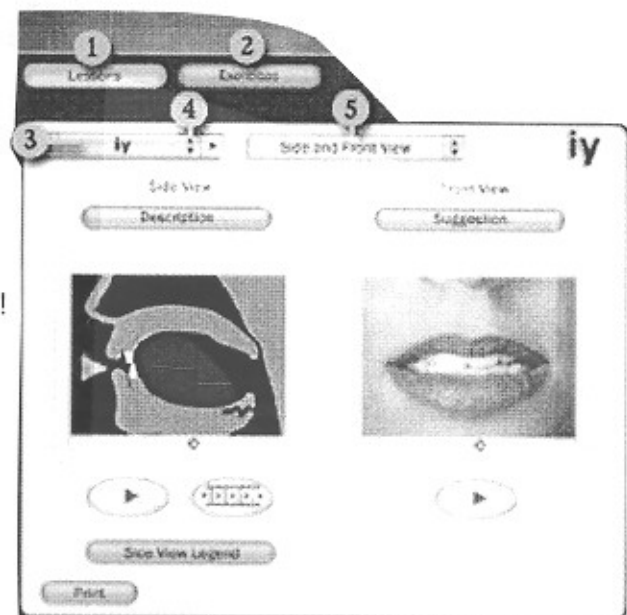 !
1 2
Lessons Exercises
4 5
3 iy Side and Front View iy
Side View Front View
Description Suggestion
Side View Legend
Print